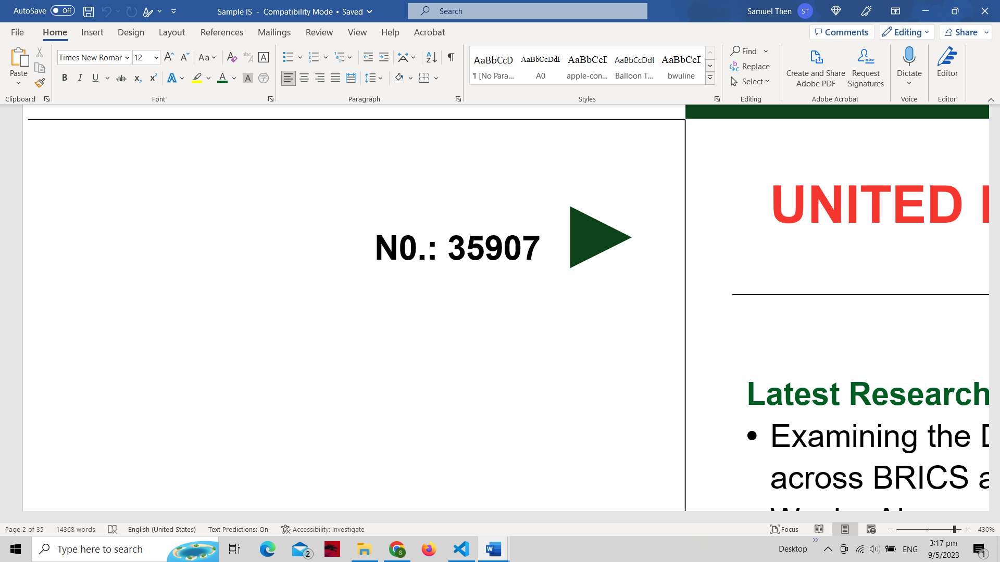 AutoSave Off Sample IS - Compatibility Mode • Saved Search Samuel Then ST
File Home Insert Design Layout References Mailings Review View Help Acrobat Comments Editing Share
Paste
Clipboard
Times New Roman 12 Aa
Font
Paragraph
AaBbCcD AaBbCcDdE AaBbCcI AaBbCcDdI AaBbCcI
¶ [No Para... A0 apple-con... Balloon T... bwuline
Styles
Find
Replace
Select
Editing
Create and Share Adobe PDF
Request Signatures
Adobe Acrobat
Dictate
Voice
Editor
Editor
N0.: 35907
UNITED
Latest Research
• Examining the
across BRICS
Page 2 of 35 14368 words English (United States) Text Predictions: On Accessibility: Investigate Focus 430%
Type here to search 2 Desktop ENG 3:17 pm
9/5/2023 1